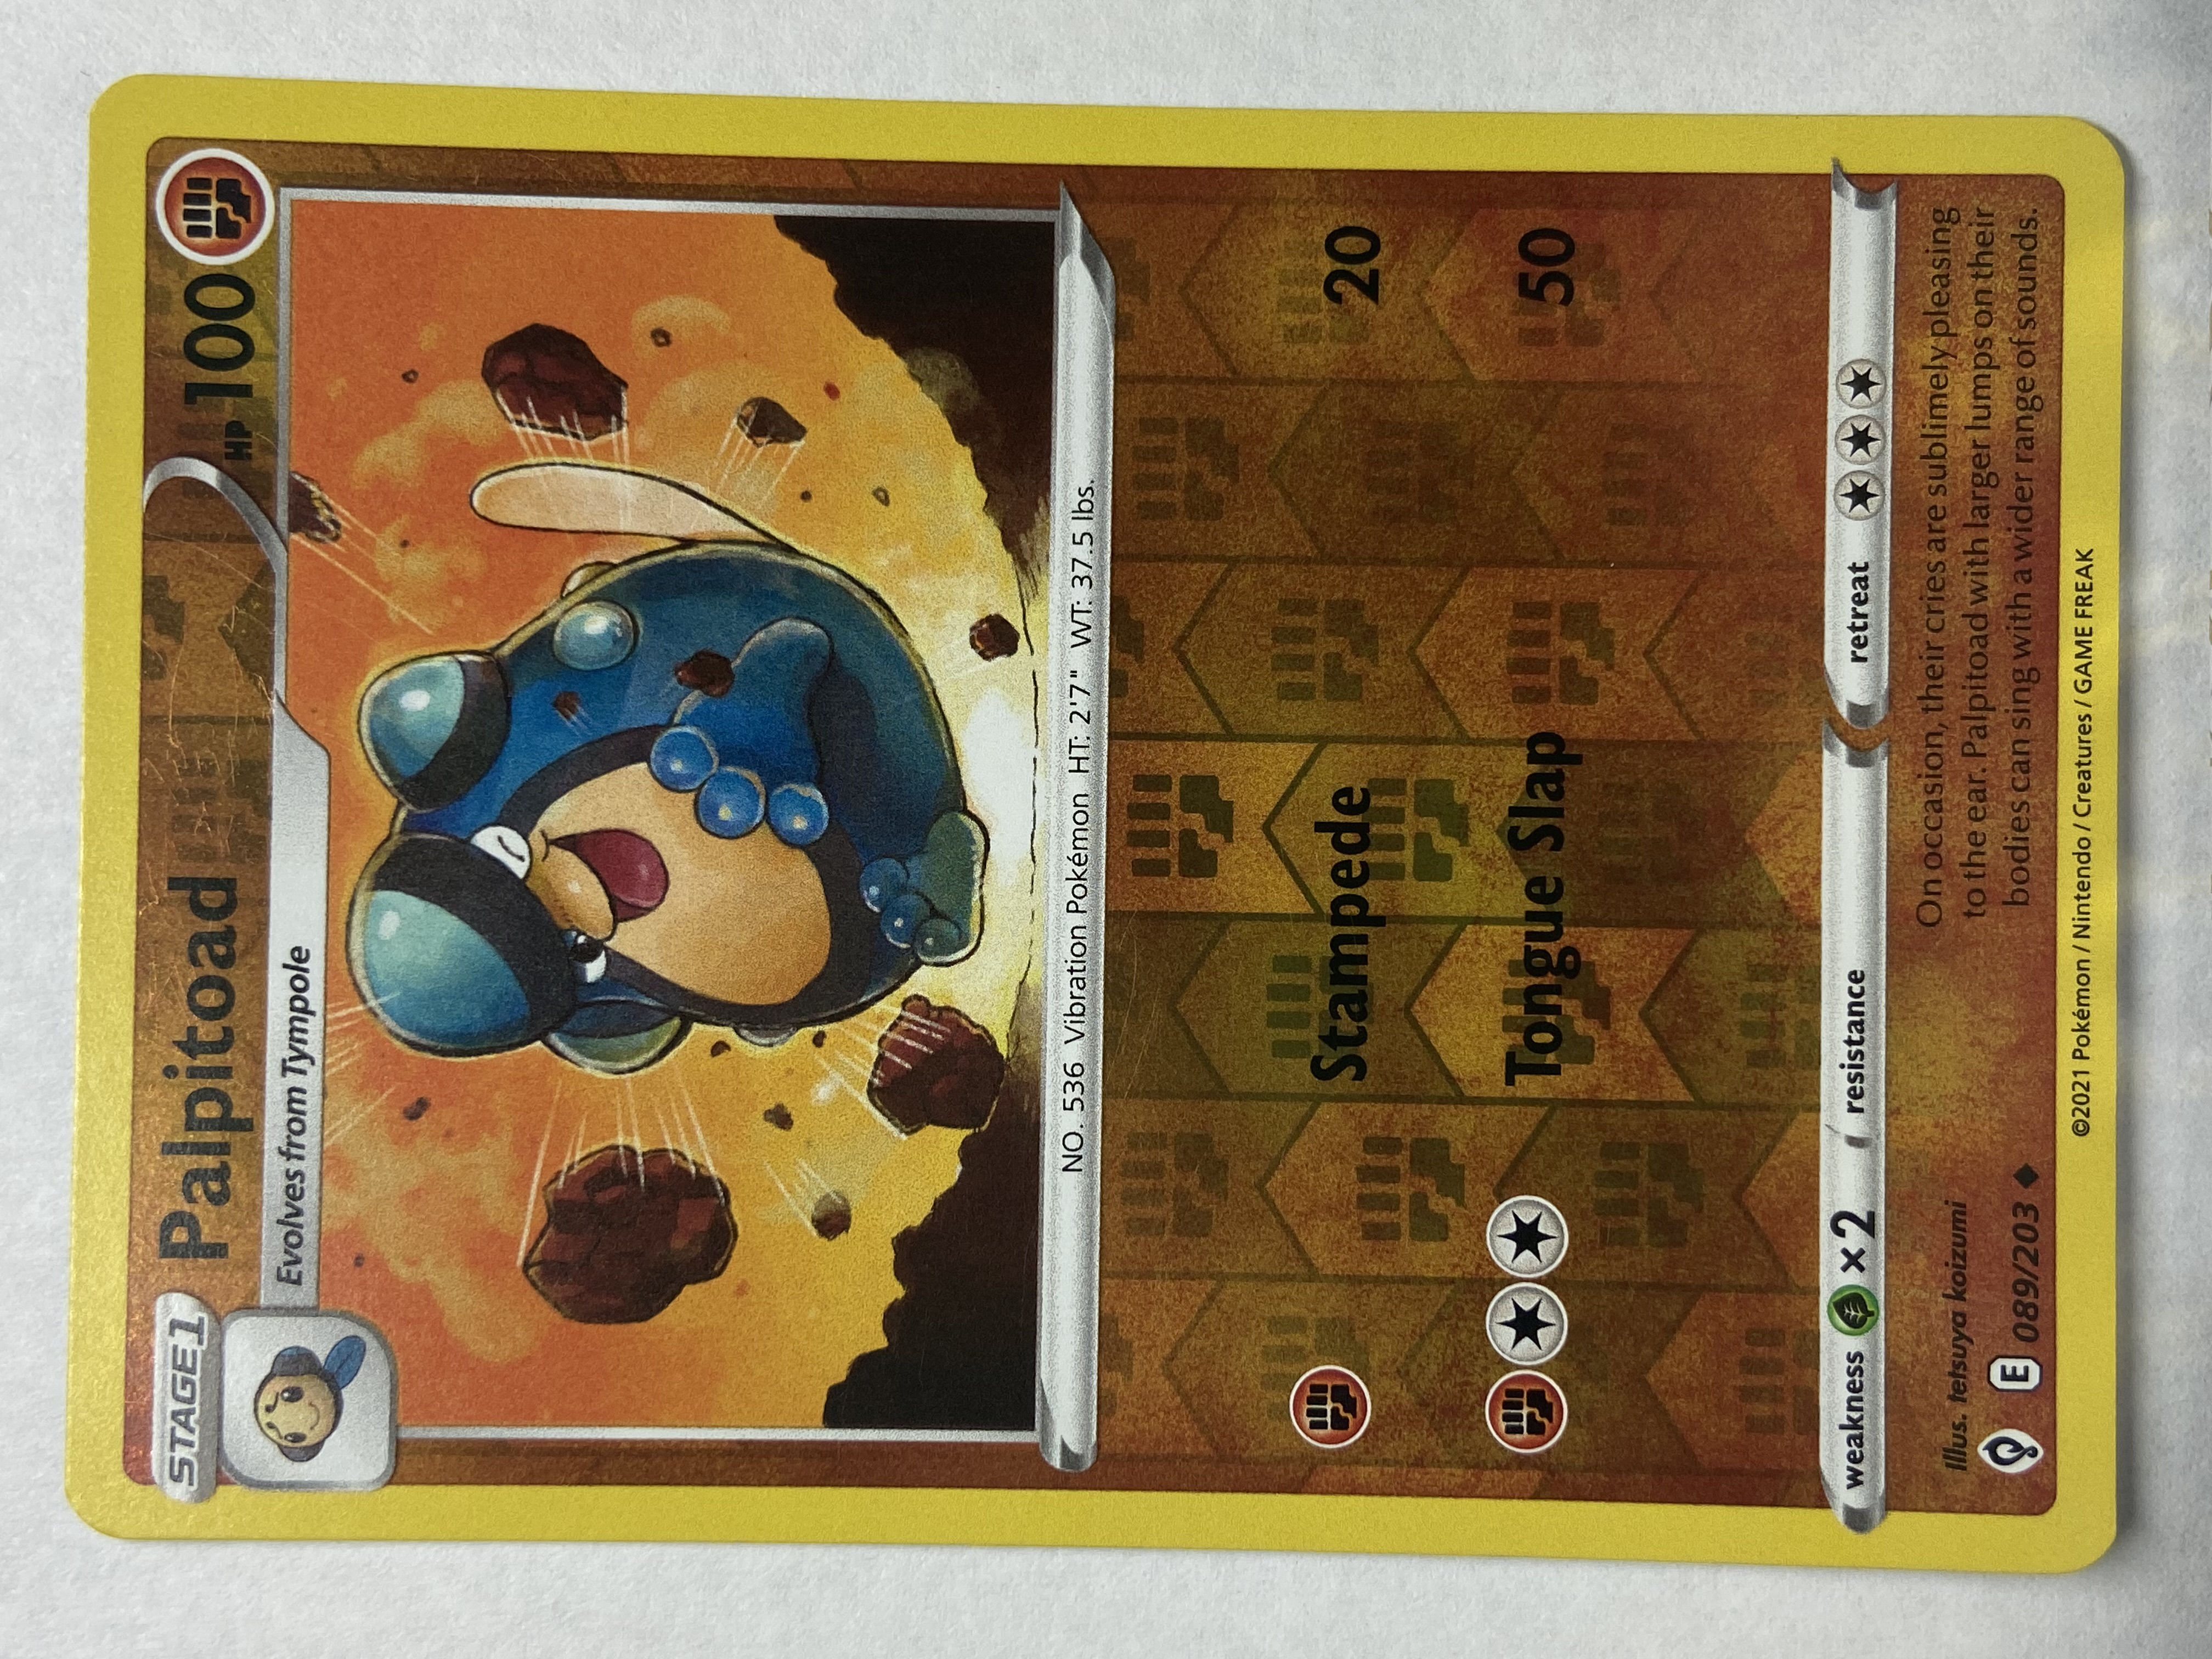 STAGE1
Palpitoad
HP 100
Evolves from Tympole
NO. 536 Vibration Pokémon HT: 2'7" WT: 37.5 lbs.
Stampede 20
Tongue Slap 50
weakness ×2 resistance retreat
Illus. tetsuya koizumi
E 089/203
On occasion, their cries are sublimely pleasing
to the ear. Palpitoad with larger lumps on their
bodies can sing with a wider range of sounds.
©2021 Pokémon / Nintendo / Creatures / GAME FREAK